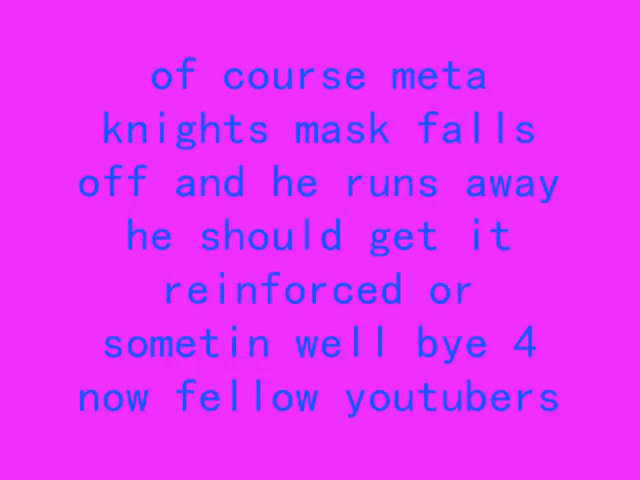 of course meta
knights mask falls
off and he runs away
he should get it
reinforced or
sometin well bye 4
now fellow youtubers